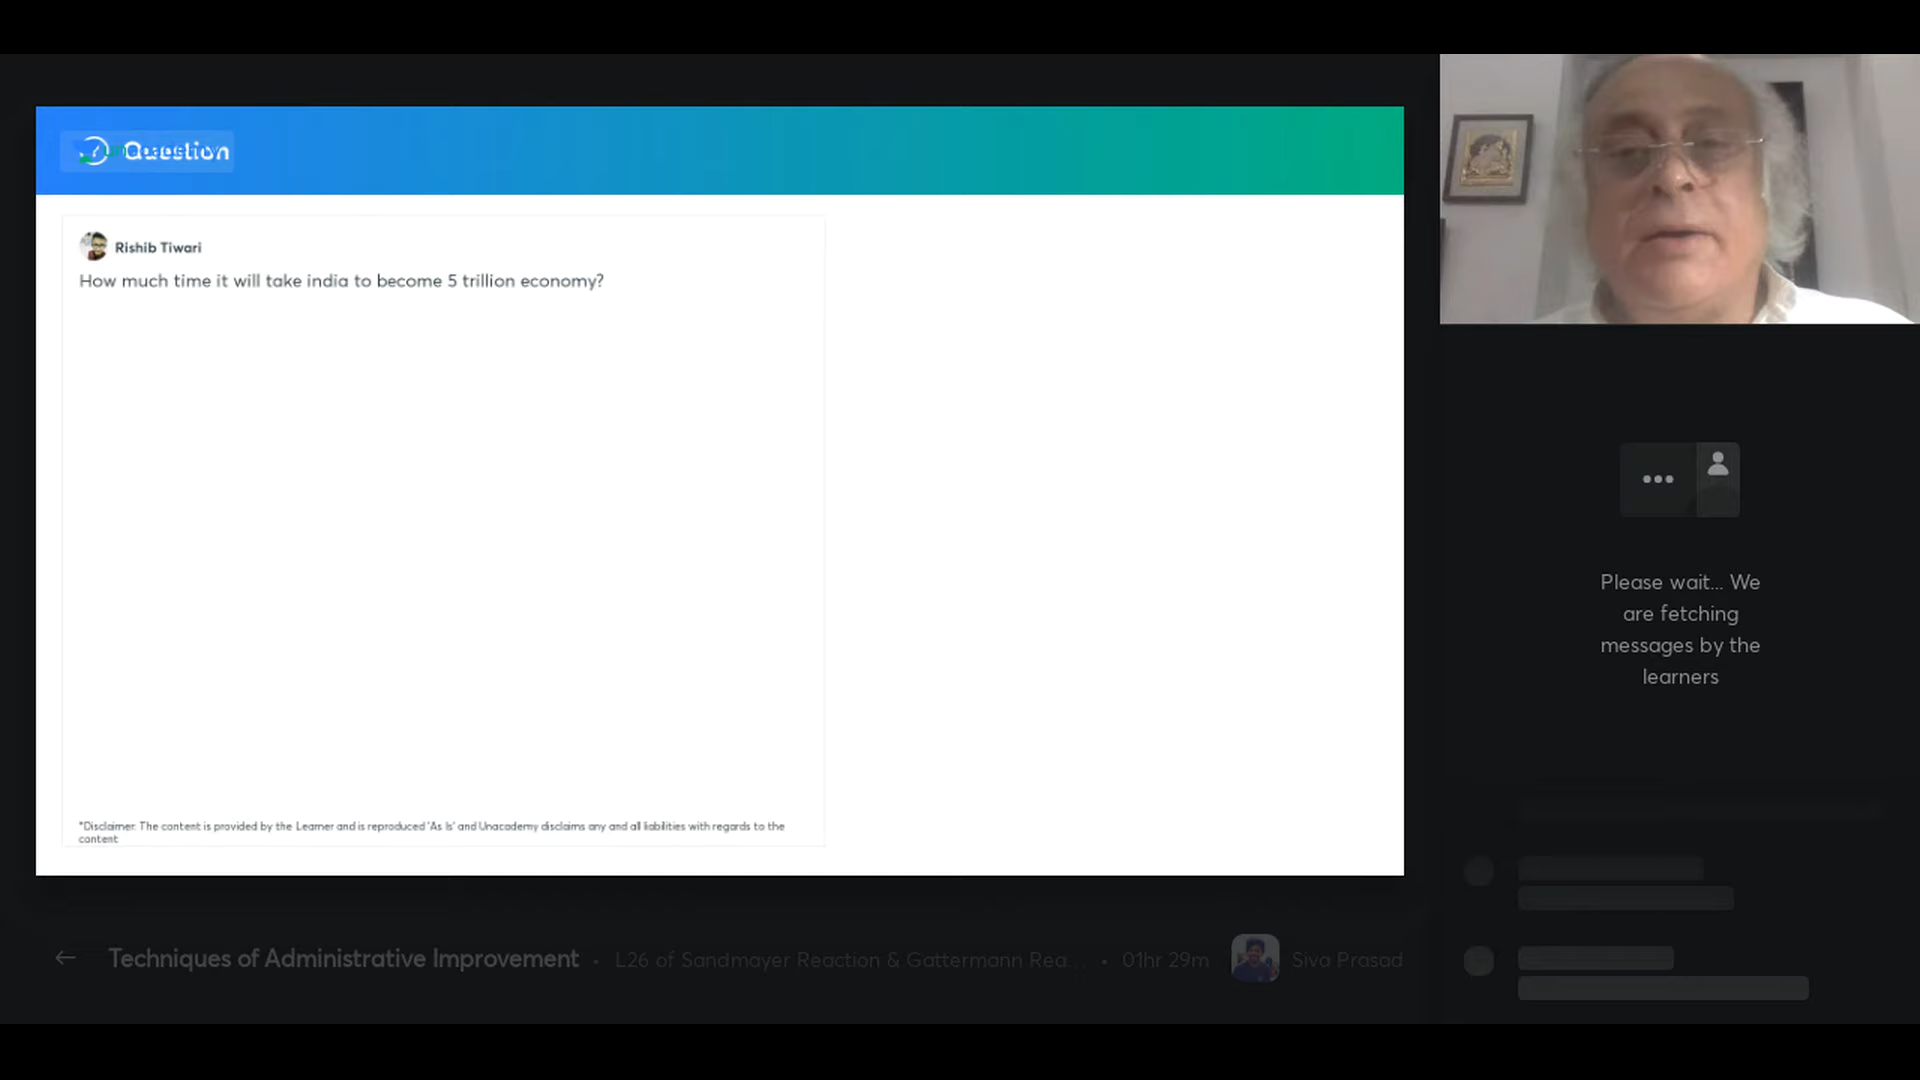 Question
Rishib Tiwari
How much time it will take india to become 5 trillion economy?
*Disclaimer: The content is provided by the Learner and is reproduced 'As Is' and Unacademy disclaims any and all liabilities with regards to the
content
Please wait... We
are fetching
messages by the
learners
Techniques of Administrative Improvement • L26 of Sandmayer Reaction & Gattermann Rea... • 01hr 29m Siva Prasad